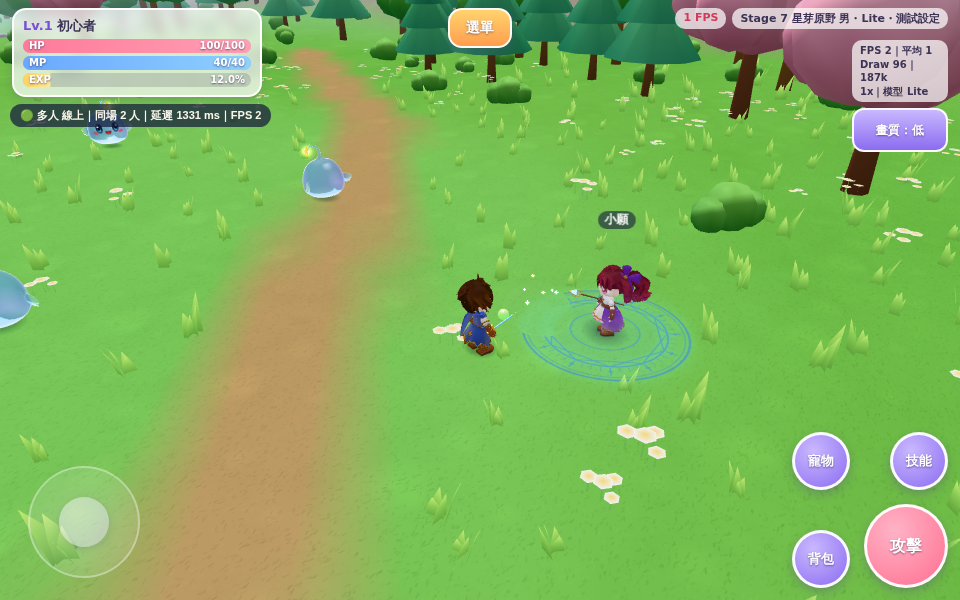 Lv.1 初心者
HP 100/100
MP 40/40
EXP 12.0%
🟢 多人 線上｜同場 2 人｜延遲 1331 ms｜FPS 2
選單
1 FPS
Stage 7 星芽原野 男・Lite・測試設定
FPS 2｜平均 1
Draw 96｜
187k
1x｜模型 Lite
畫質：低
小願
寵物
技能
攻擊
背包